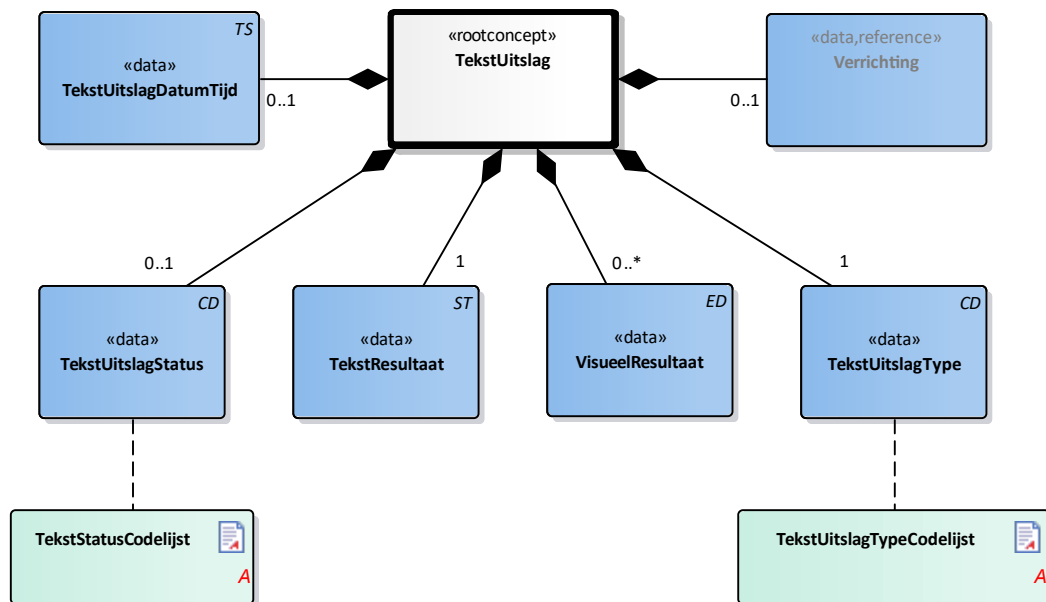 TS
«data»
TekstUitslagDatumTijd
0..1
«rootconcept»
TekstUitslag
«data,reference»
Verrichting
0..1
0..1
1
0..*
1
CD
«data»
TekstUitslagStatus
ST
«data»
TekstResultaat
ED
«data»
VisueelResultaat
CD
«data»
TekstUitslagType
TekstStatusCodelijst
A
TekstUitslagTypeCodelijst
A